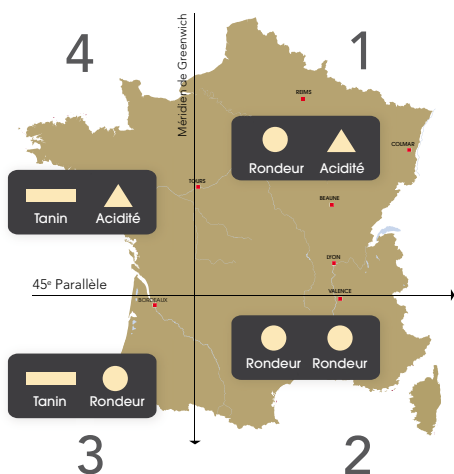 4
1
Méridien de Greenwich
REIMS
Rondeur Acidité
COLMAR
TOURS
Tanin Acidité
BEAUNE
LYON
45e Parallèle
VALENCE
BORDEAUX
Rondeur Rondeur
Tanin Rondeur
3
2